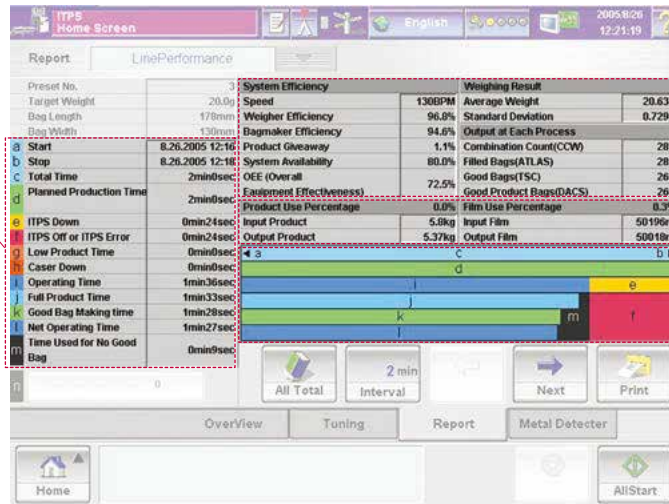 ITPS
Home Screen
English
2005/8/26
12:21:19
Report
LinePerformance
Preset No. 3
Target Weight 20.0g
Bag Length 178mm
Bag Width 130mm
a Start 8.26.2005 12:16
b Stop 8.26.2005 12:18
c Total Time 2min0sec
d Planned Production Time 2min0sec
e ITPS Down 0min24sec
f ITPS Off or ITPS Error 0min24sec
g Low Product Time 0min0sec
h Caser Down 0min0sec
i Operating Time 1min36sec
j Full Product Time 1min33sec
k Good Bag Making time 1min28sec
l Net Operating Time 1min27sec
m Time Used for No Good Bag 0min9sec
n 0
System Efficiency
Speed 130BPM
Weigher Efficiency 96.8%
Bagmaker Efficiency 94.6%
Product Giveaway 1.1%
System Availability 80.0%
OEE (Overall
Equipment Effectiveness) 72.5%
Product Use Percentage 0.0%
Input Product 5.8kg
Output Product 5.37kg
Weighing Result
Average Weight 20.63
Standard Deviation 0.729
Output at Each Process
Combination Count(CCW) 28
Filled Bags(ATLAS) 28
Good Bags(TSC) 26
Good Product Bags(DACS) 26
Film Use Percentage 0.3
Input Film 50196
Output Film 50018
a c b
d
i e
j
k m f
l
All Total
2 min
Interval
Next
Print
OverView
Tuning
Report
Metal Detecter
Home
AllStart